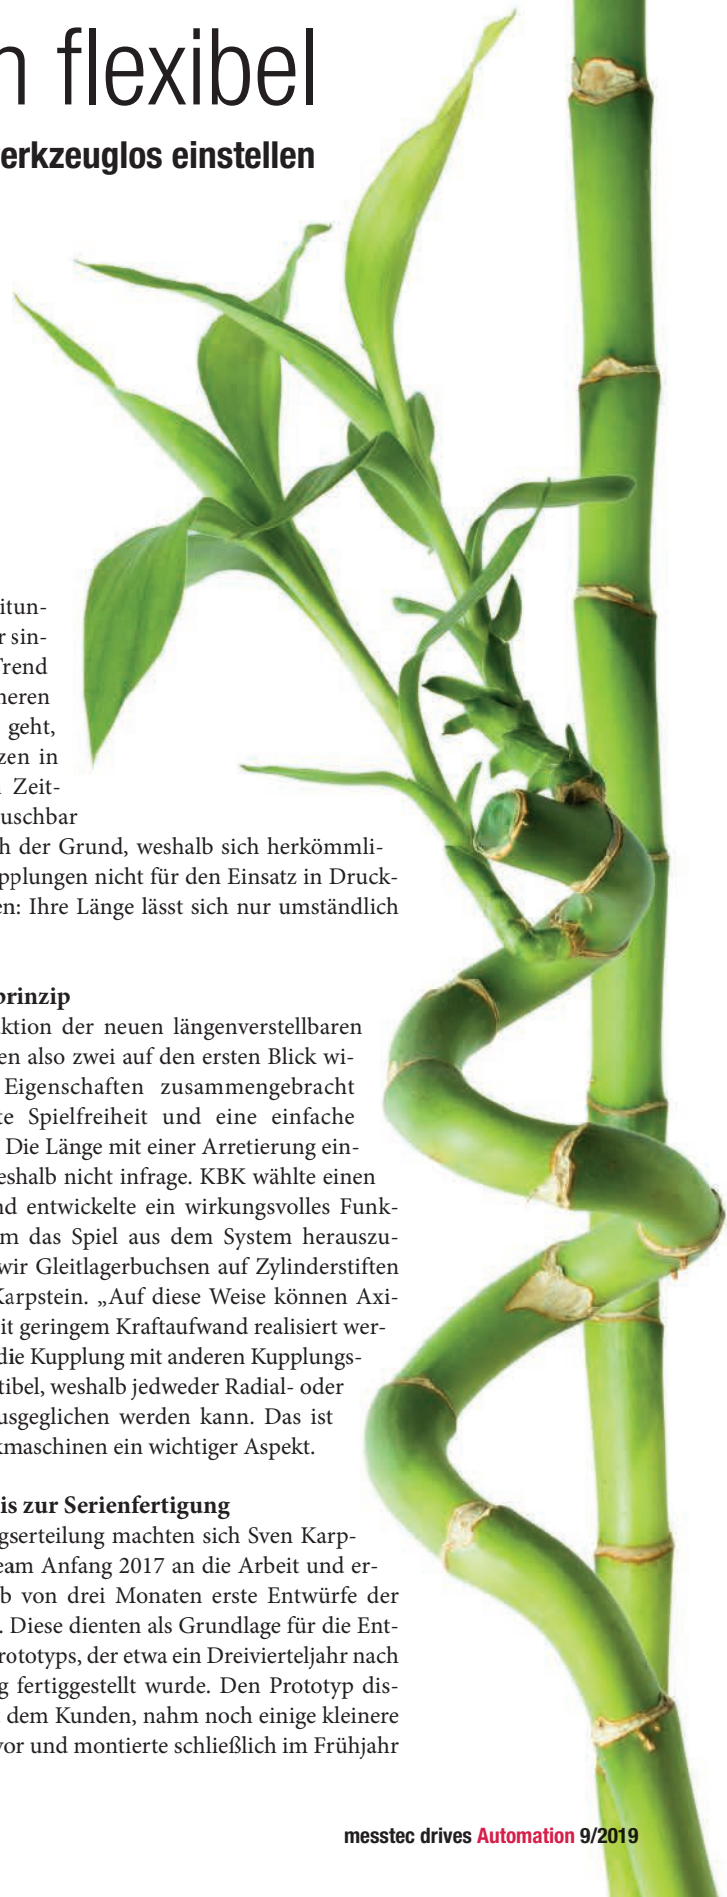 n flexibel
erkzeuglos einstellen
itun-
r sin-
Trend
neren
geht,
zen in
Zeit-
uschbar
h der Grund, weshalb sich herkömmli-
pplungen nicht für den Einsatz in Druck-
en: Ihre Länge lässt sich nur umständlich
prinzip
ktion der neuen längenverstellbaren
en also zwei auf den ersten Blick wi-
Eigenschaften zusammengebracht
te Spielfreiheit und eine einfache
Die Länge mit einer Arretierung ein-
eshalb nicht infrage. KBK wählte einen
nd entwickelte ein wirkungsvolles Funk-
m das Spiel aus dem System herauszu-
wir Gleitlagerbuchsen auf Zylinderstiften
Karpstein. „Auf diese Weise können Axi-
it geringem Kraftaufwand realisiert wer-
die Kupplung mit anderen Kupplungs-
tibel, weshalb jedweder Radial- oder
usgeglichen werden kann. Das ist
kmaschinen ein wichtiger Aspekt.
is zur Serienfertigung
gserteilung machten sich Sven Karp-
eam Anfang 2017 an die Arbeit und er-
b von drei Monaten erste Entwürfe der
. Diese dienten als Grundlage für die Ent-
rototyps, der etwa ein Dreivierteljahr nach
g fertiggestellt wurde. Den Prototyp dis-
t dem Kunden, nahm noch einige kleinere
vor und montierte schließlich im Frühjahr
messtec drives Automation 9/2019